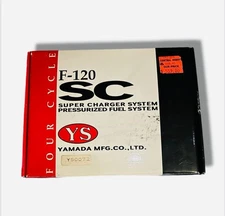 FOUR CYCLE
F-120
SC
SUPER CHARGER SYSTEM
PRESSURIZED FUEL SYSTEM
YS
YAMADA MFG.CO.,LTD.